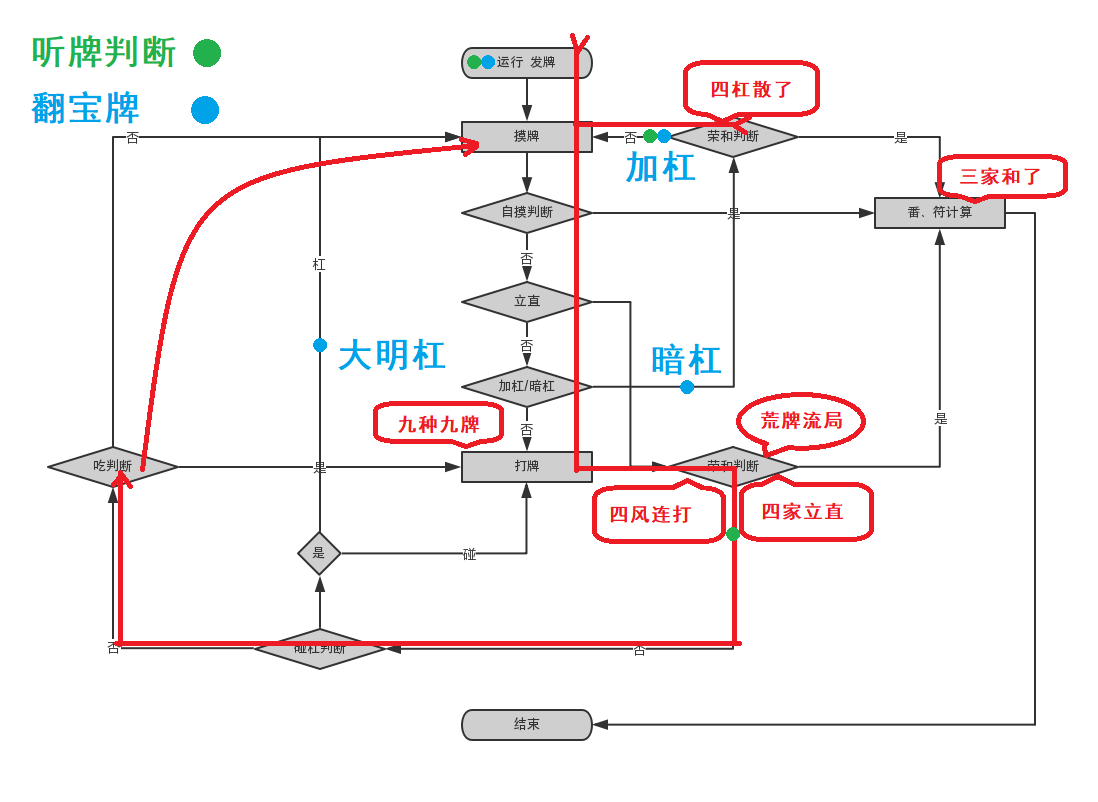 听牌判断
翻宝牌
运行 发牌
四杠散了
否
摸牌
否
荣和判断
是
加杠
三家和了
自摸判断
是
番、符计算
否
杠
立直
否
大明杠
暗杠
加杠/暗杠
九种九牌
否
荒牌流局
是
吃判断
是
打牌
荣和判断
四风连打
四家立直
是
碰
否
碰杠判断
否
结束